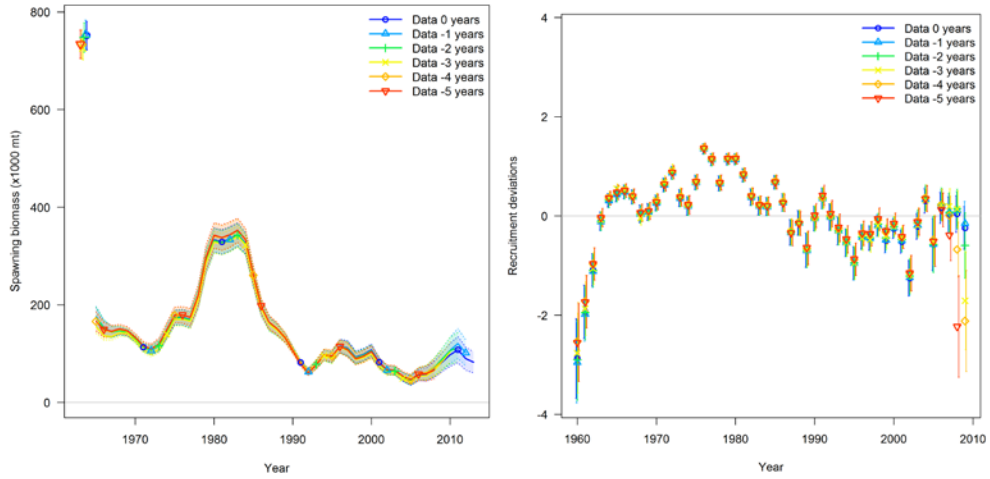 800
600
400
200
0
Spawning biomass (x1000 mt)
Data 0 years
Data -1 years
Data -2 years
Data -3 years
Data -4 years
Data -5 years
1970 1980 1990 2000 2010
Year
4
2
0
-2
-4
Recruitment deviations
Data 0 years
Data -1 years
Data -2 years
Data -3 years
Data -4 years
Data -5 years
1960 1970 1980 1990 2000 2010
Year